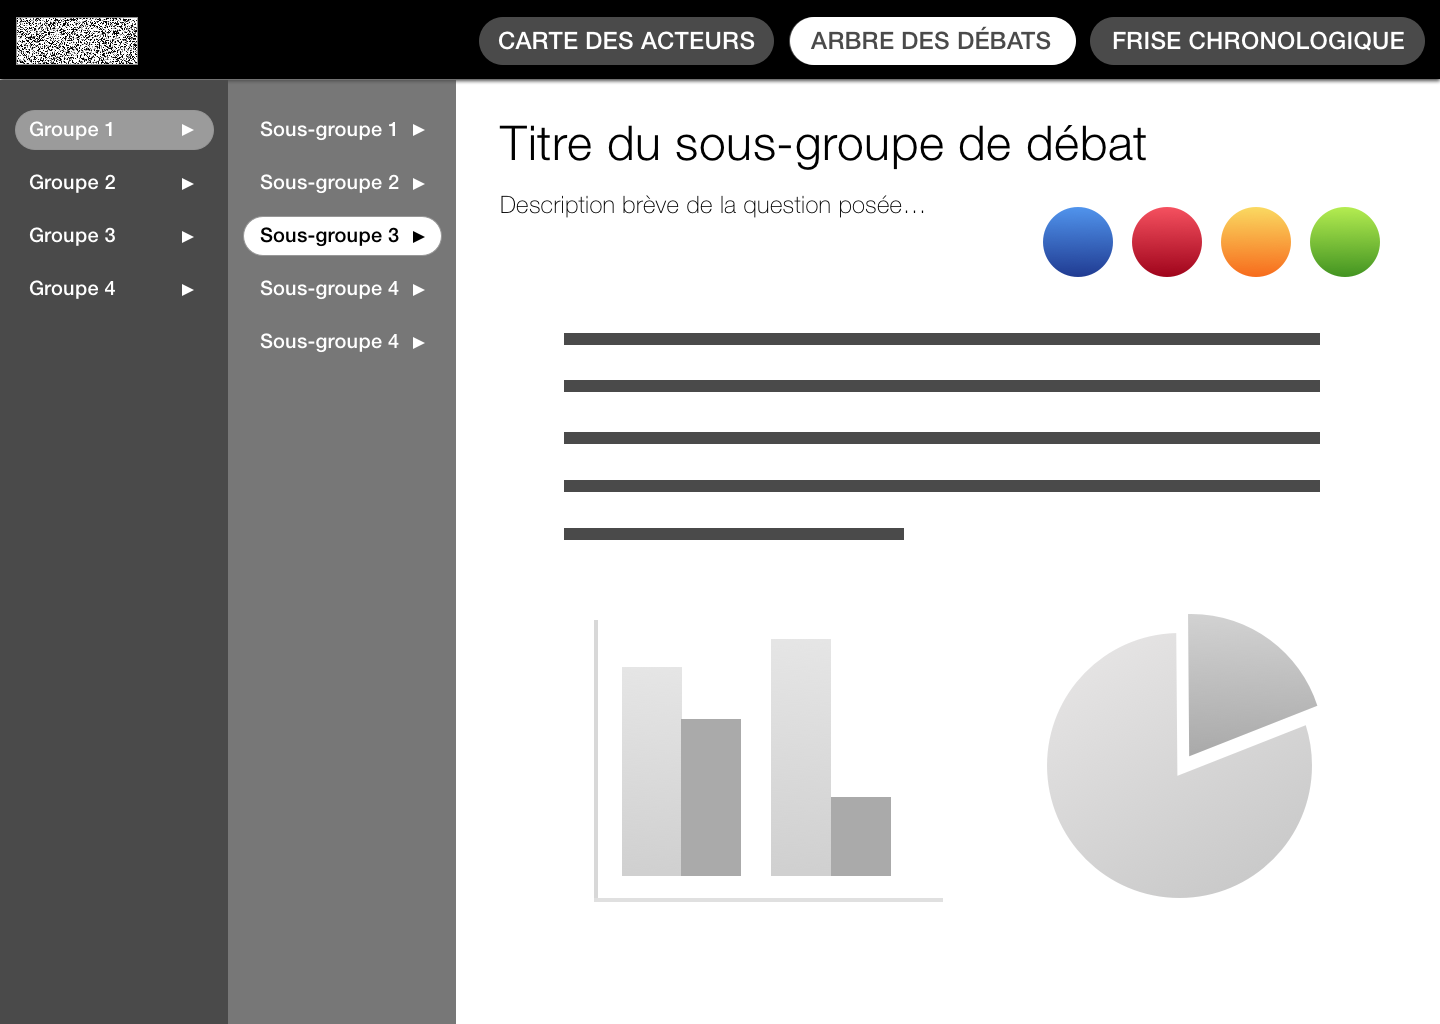 CARTE DES ACTEURS
ARBRE DES DÉBATS
FRISE CHRONOLOGIQUE
Groupe 1
Groupe 2
Groupe 3
Groupe 4
Sous-groupe 1
Sous-groupe 2
Sous-groupe 3
Sous-groupe 4
Sous-groupe 4
Titre du sous-groupe de débat
Description brève de la question posée...